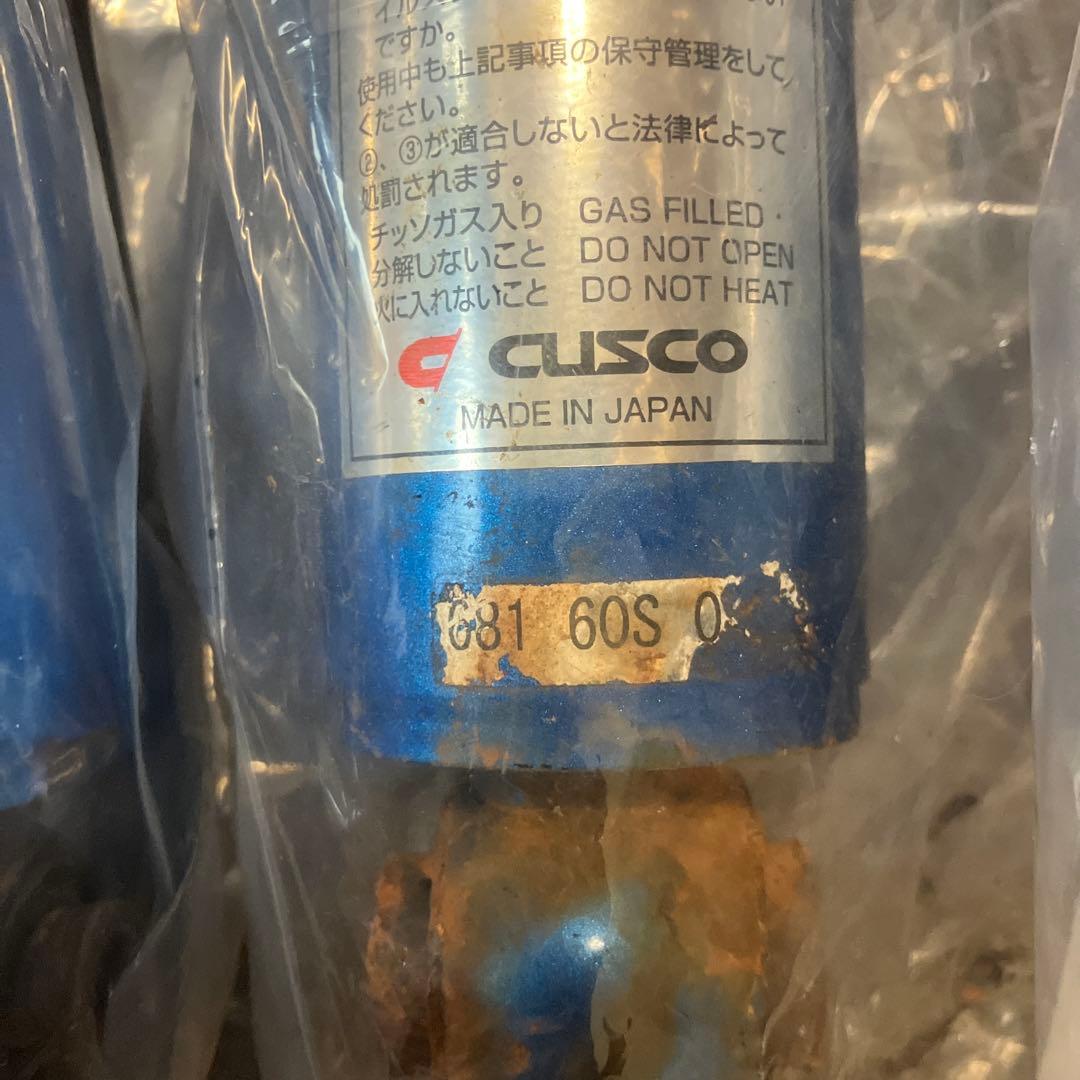 ですか。
使用中も上記事項の保守管理をして
ください。
②、③が適合しないと法律によって
処罰されます。
チッソガス入り GAS FILLED
分解しないこと DO NOT OPEN
火に入れないこと DO NOT HEAT
CUSCO
MADE IN JAPAN
681 60S 0